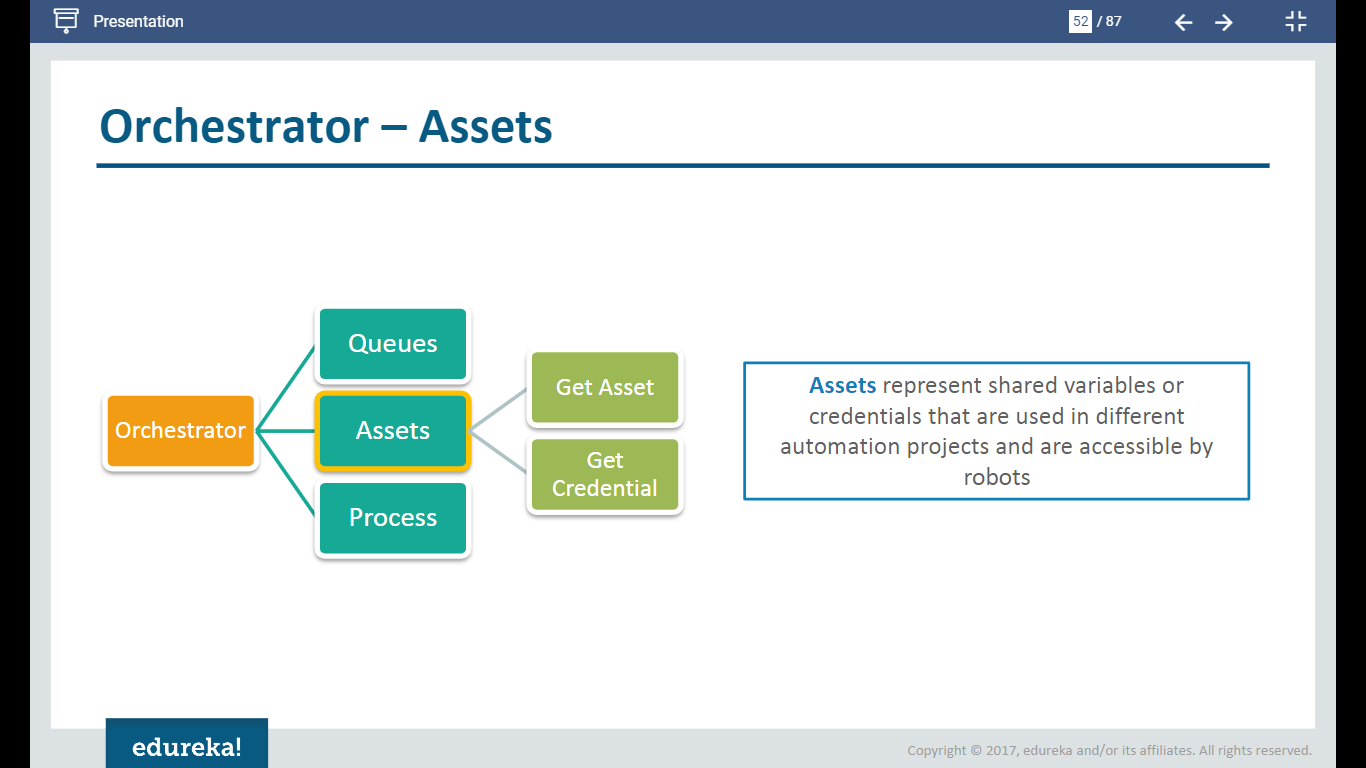 Presentation
52 / 87
Orchestrator – Assets
Queues
Orchestrator
Assets
Process
Get Asset
Get
Credential
Assets represent shared variables or
credentials that are used in different
automation projects and are accessible by
robots
edureka!
Copyright © 2017, edureka and/or its affiliates. All rights reserved.